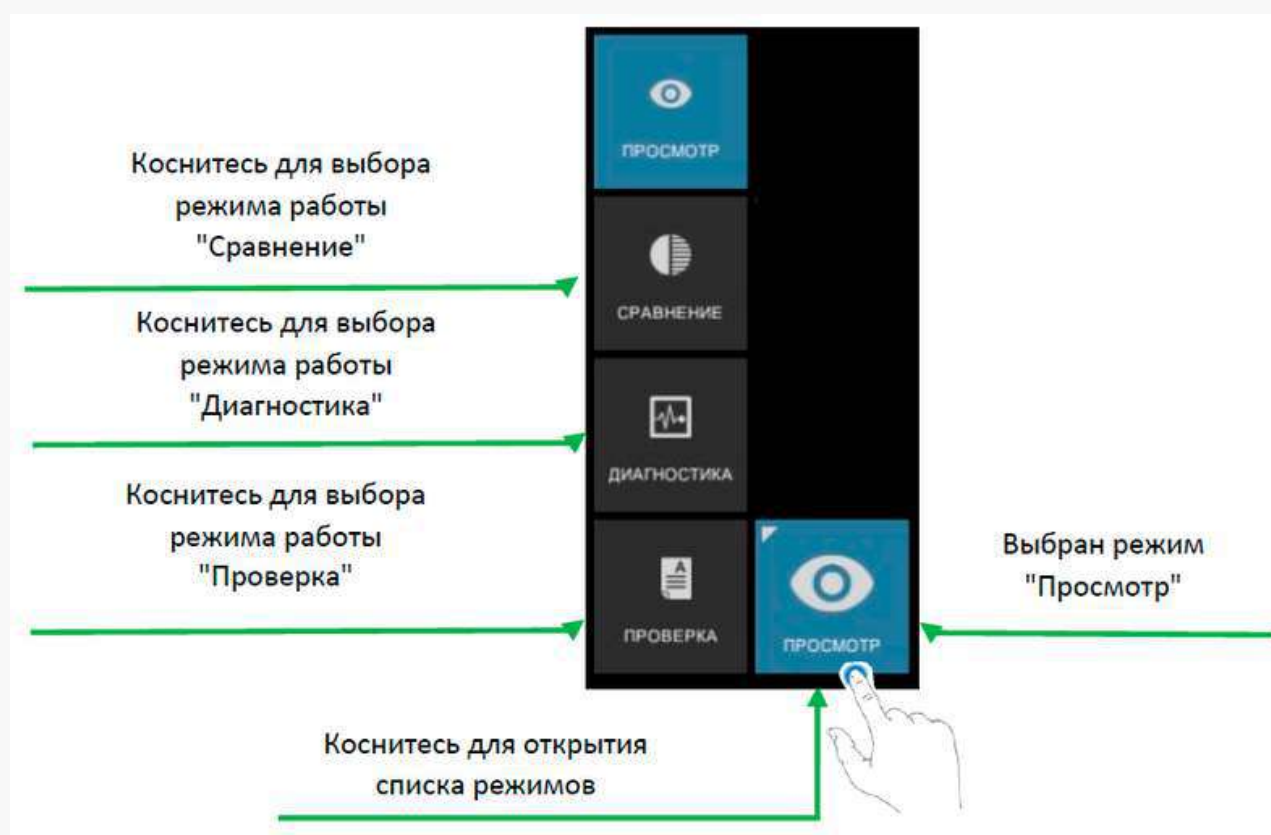 ПРОСМОТР
Коснитесь для выбора
режима работы
"Сравнение"
СРАВНЕНИЕ
Коснитесь для выбора
режима работы
"Диагностика"
ДИАГНОСТИКА
Коснитесь для выбора
режима работы
"Проверка"
ПРОВЕРКА
ПРОСМОТР
Выбран режим
"Просмотр"
Коснитесь для открытия
списка режимов